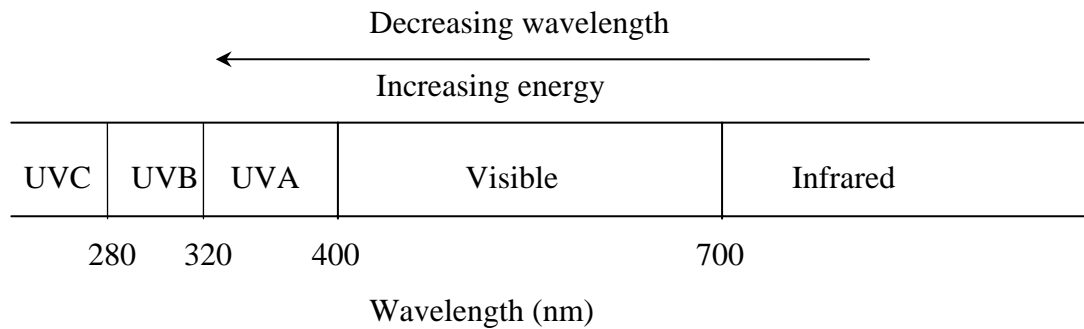 Decreasing wavelength
Increasing energy
UVC UVB UVA Visible Infrared
280 320 400 700
Wavelength (nm)